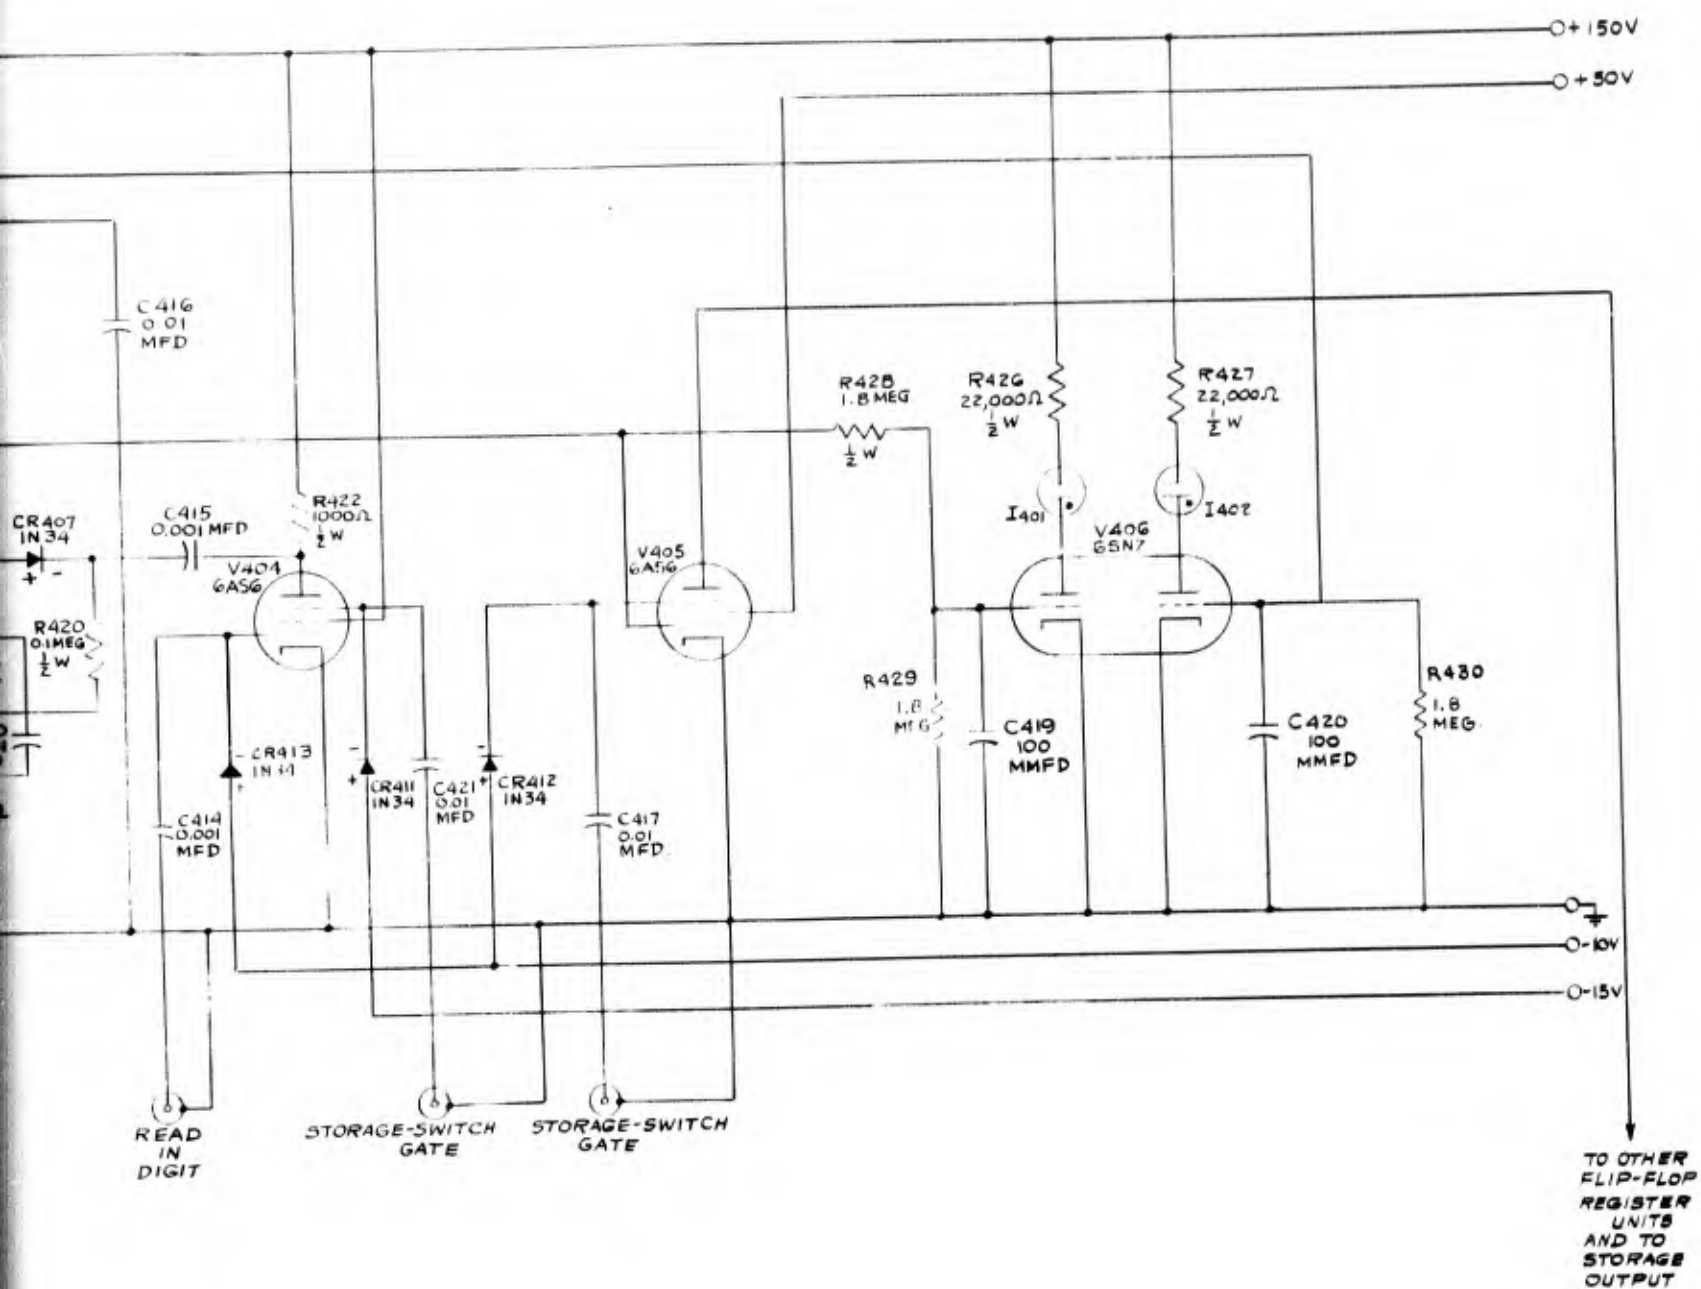 +150V
+50V
C416
0.01
MFD
R428
1.8 MEG
1/2 W
R426
22,000Ω
1/2 W
R427
22,000Ω
1/2 W
CR407
IN34
+ -
C415
0.001 MFD
R422
1000Ω
1/2 W
I401
I402
V404
6AS6
V405
6AS6
V406
6SN7
R420
0.1MEG
1/2 W
R429
1.8
MEG
R430
1.8
MEG.
C419
100
MMFD
C420
100
MMFD
-
CR413
IN34
+
-
+
CR411
IN34
C421
0.01
MFD
-
+
CR412
IN34
C414
0.001
MFD
C417
0.01
MFD.
-10V
-15V
READ
IN
DIGIT
STORAGE-SWITCH
GATE
STORAGE-SWITCH
GATE
TO OTHER
FLIP-FLOP
REGISTER
UNITS
AND TO
STORAGE
OUTPUT